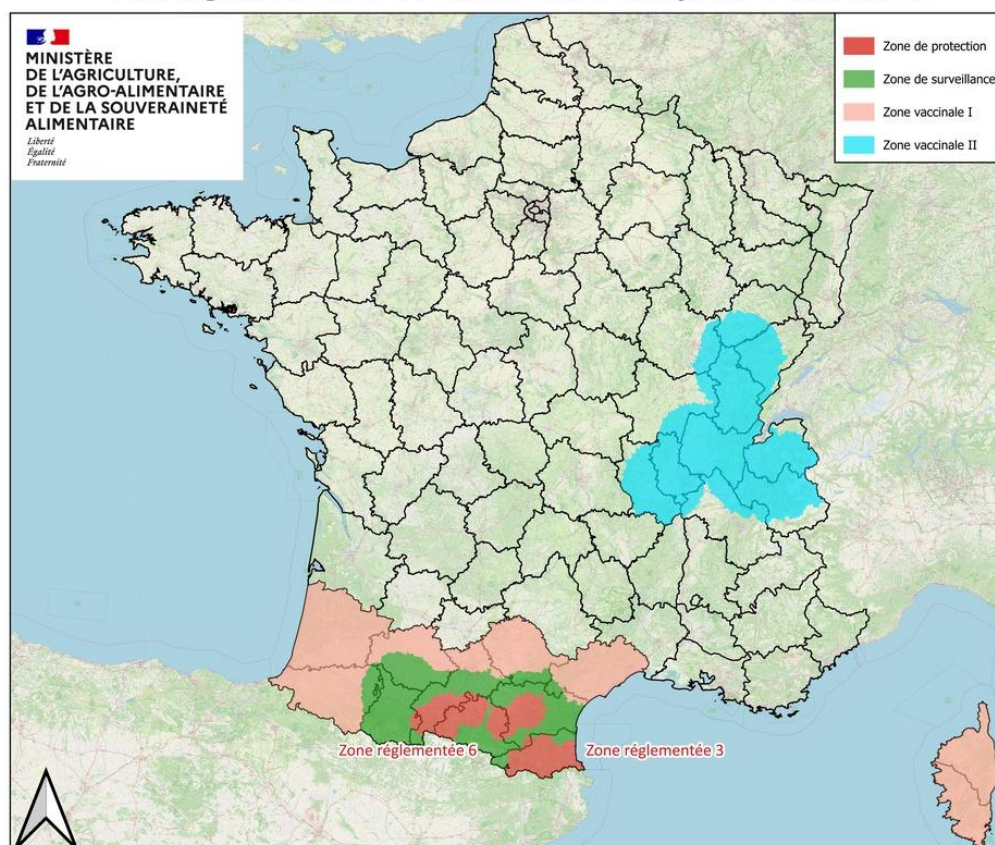 MINISTÈRE
DE L'AGRICULTURE,
DE L'AGRO-ALIMENTAIRE
ET DE LA SOUVERAINETÉ
ALIMENTAIRE
Liberté
Égalité
Fraternité
Zone de protection
Zone de surveillance
Zone vaccinale I
Zone vaccinale II
Zone réglementée 6
Zone réglementée 3